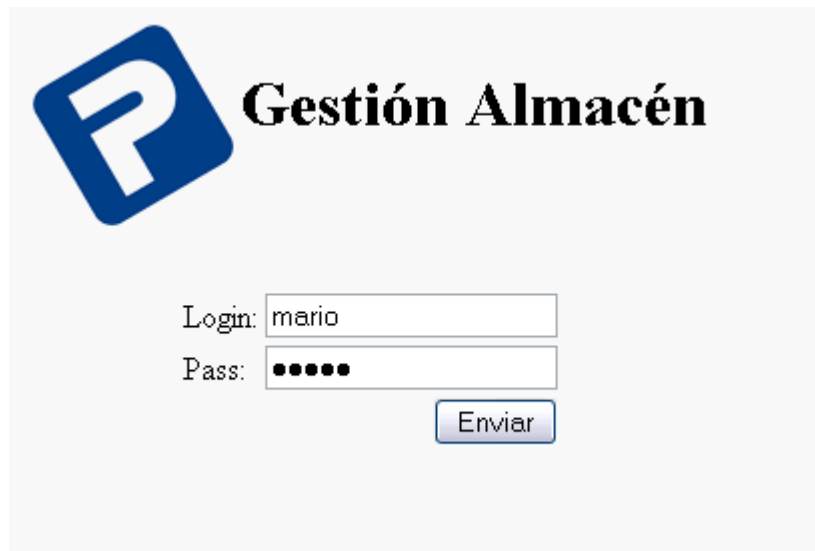 P
Gestión Almacén
Login: mario
Pass: •••••
Enviar